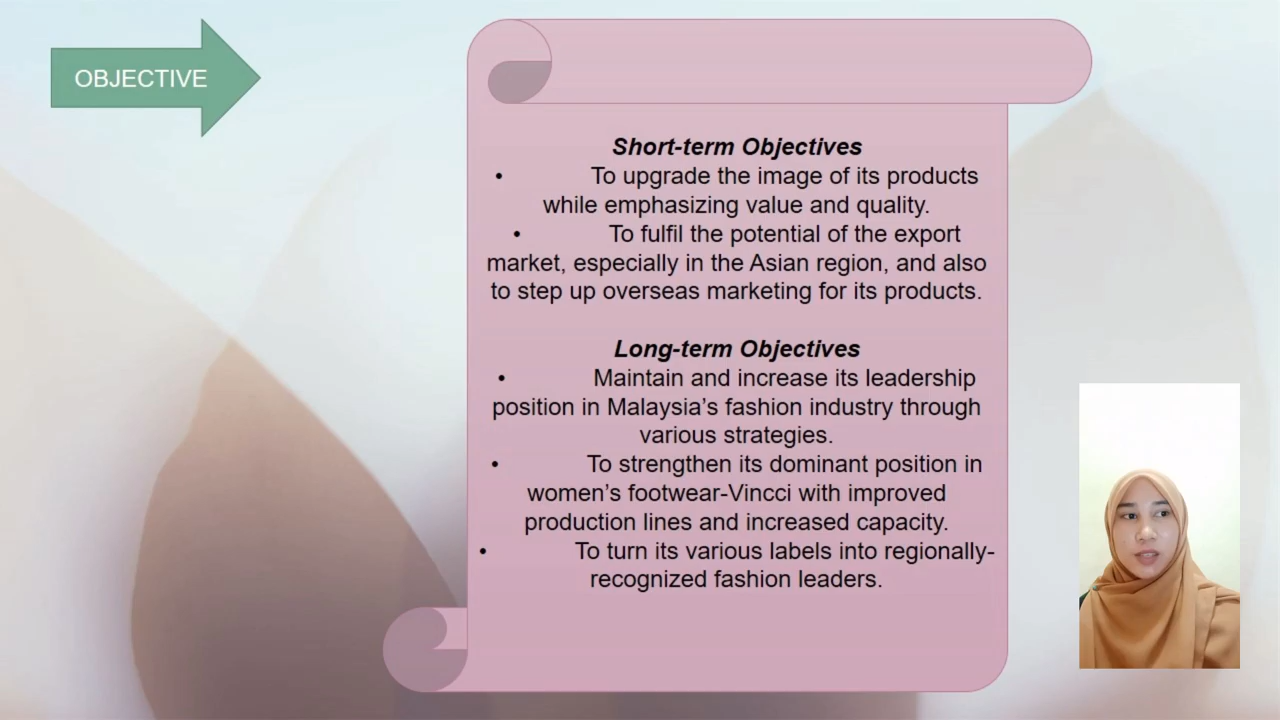 OBJECTIVE
Short-term Objectives
• To upgrade the image of its products
while emphasizing value and quality.
• To fulfil the potential of the export
market, especially in the Asian region, and also
to step up overseas marketing for its products.
Long-term Objectives
• Maintain and increase its leadership
position in Malaysia’s fashion industry through
various strategies.
• To strengthen its dominant position in
women’s footwear-Vincci with improved
production lines and increased capacity.
• To turn its various labels into regionally-
recognized fashion leaders.